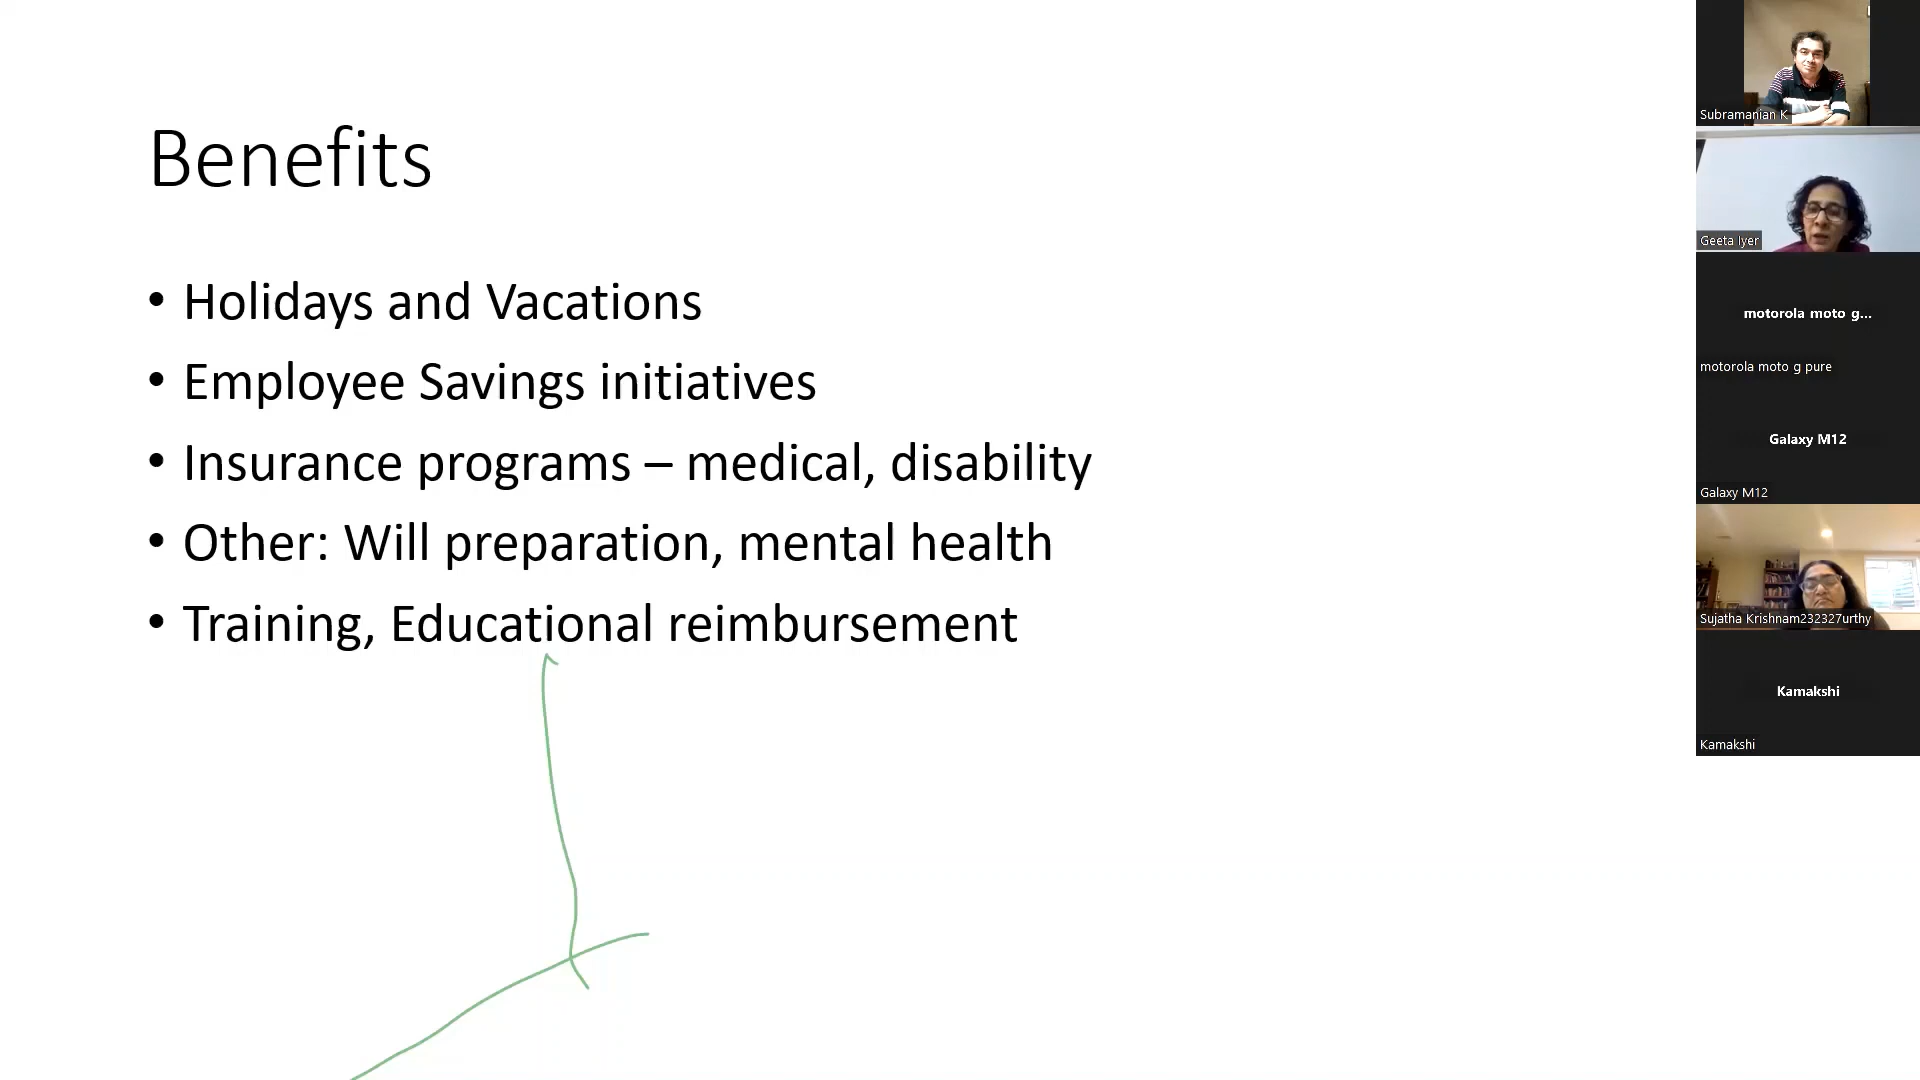 Benefits
• Holidays and Vacations
• Employee Savings initiatives
• Insurance programs – medical, disability
• Other: Will preparation, mental health
• Training, Educational reimbursement
Subramanian K
Geeta Iyer
motorola moto g...
motorola moto g pure
Galaxy M12
Galaxy M12
Sujatha Krishnam232327urthy
Kamakshi
Kamakshi